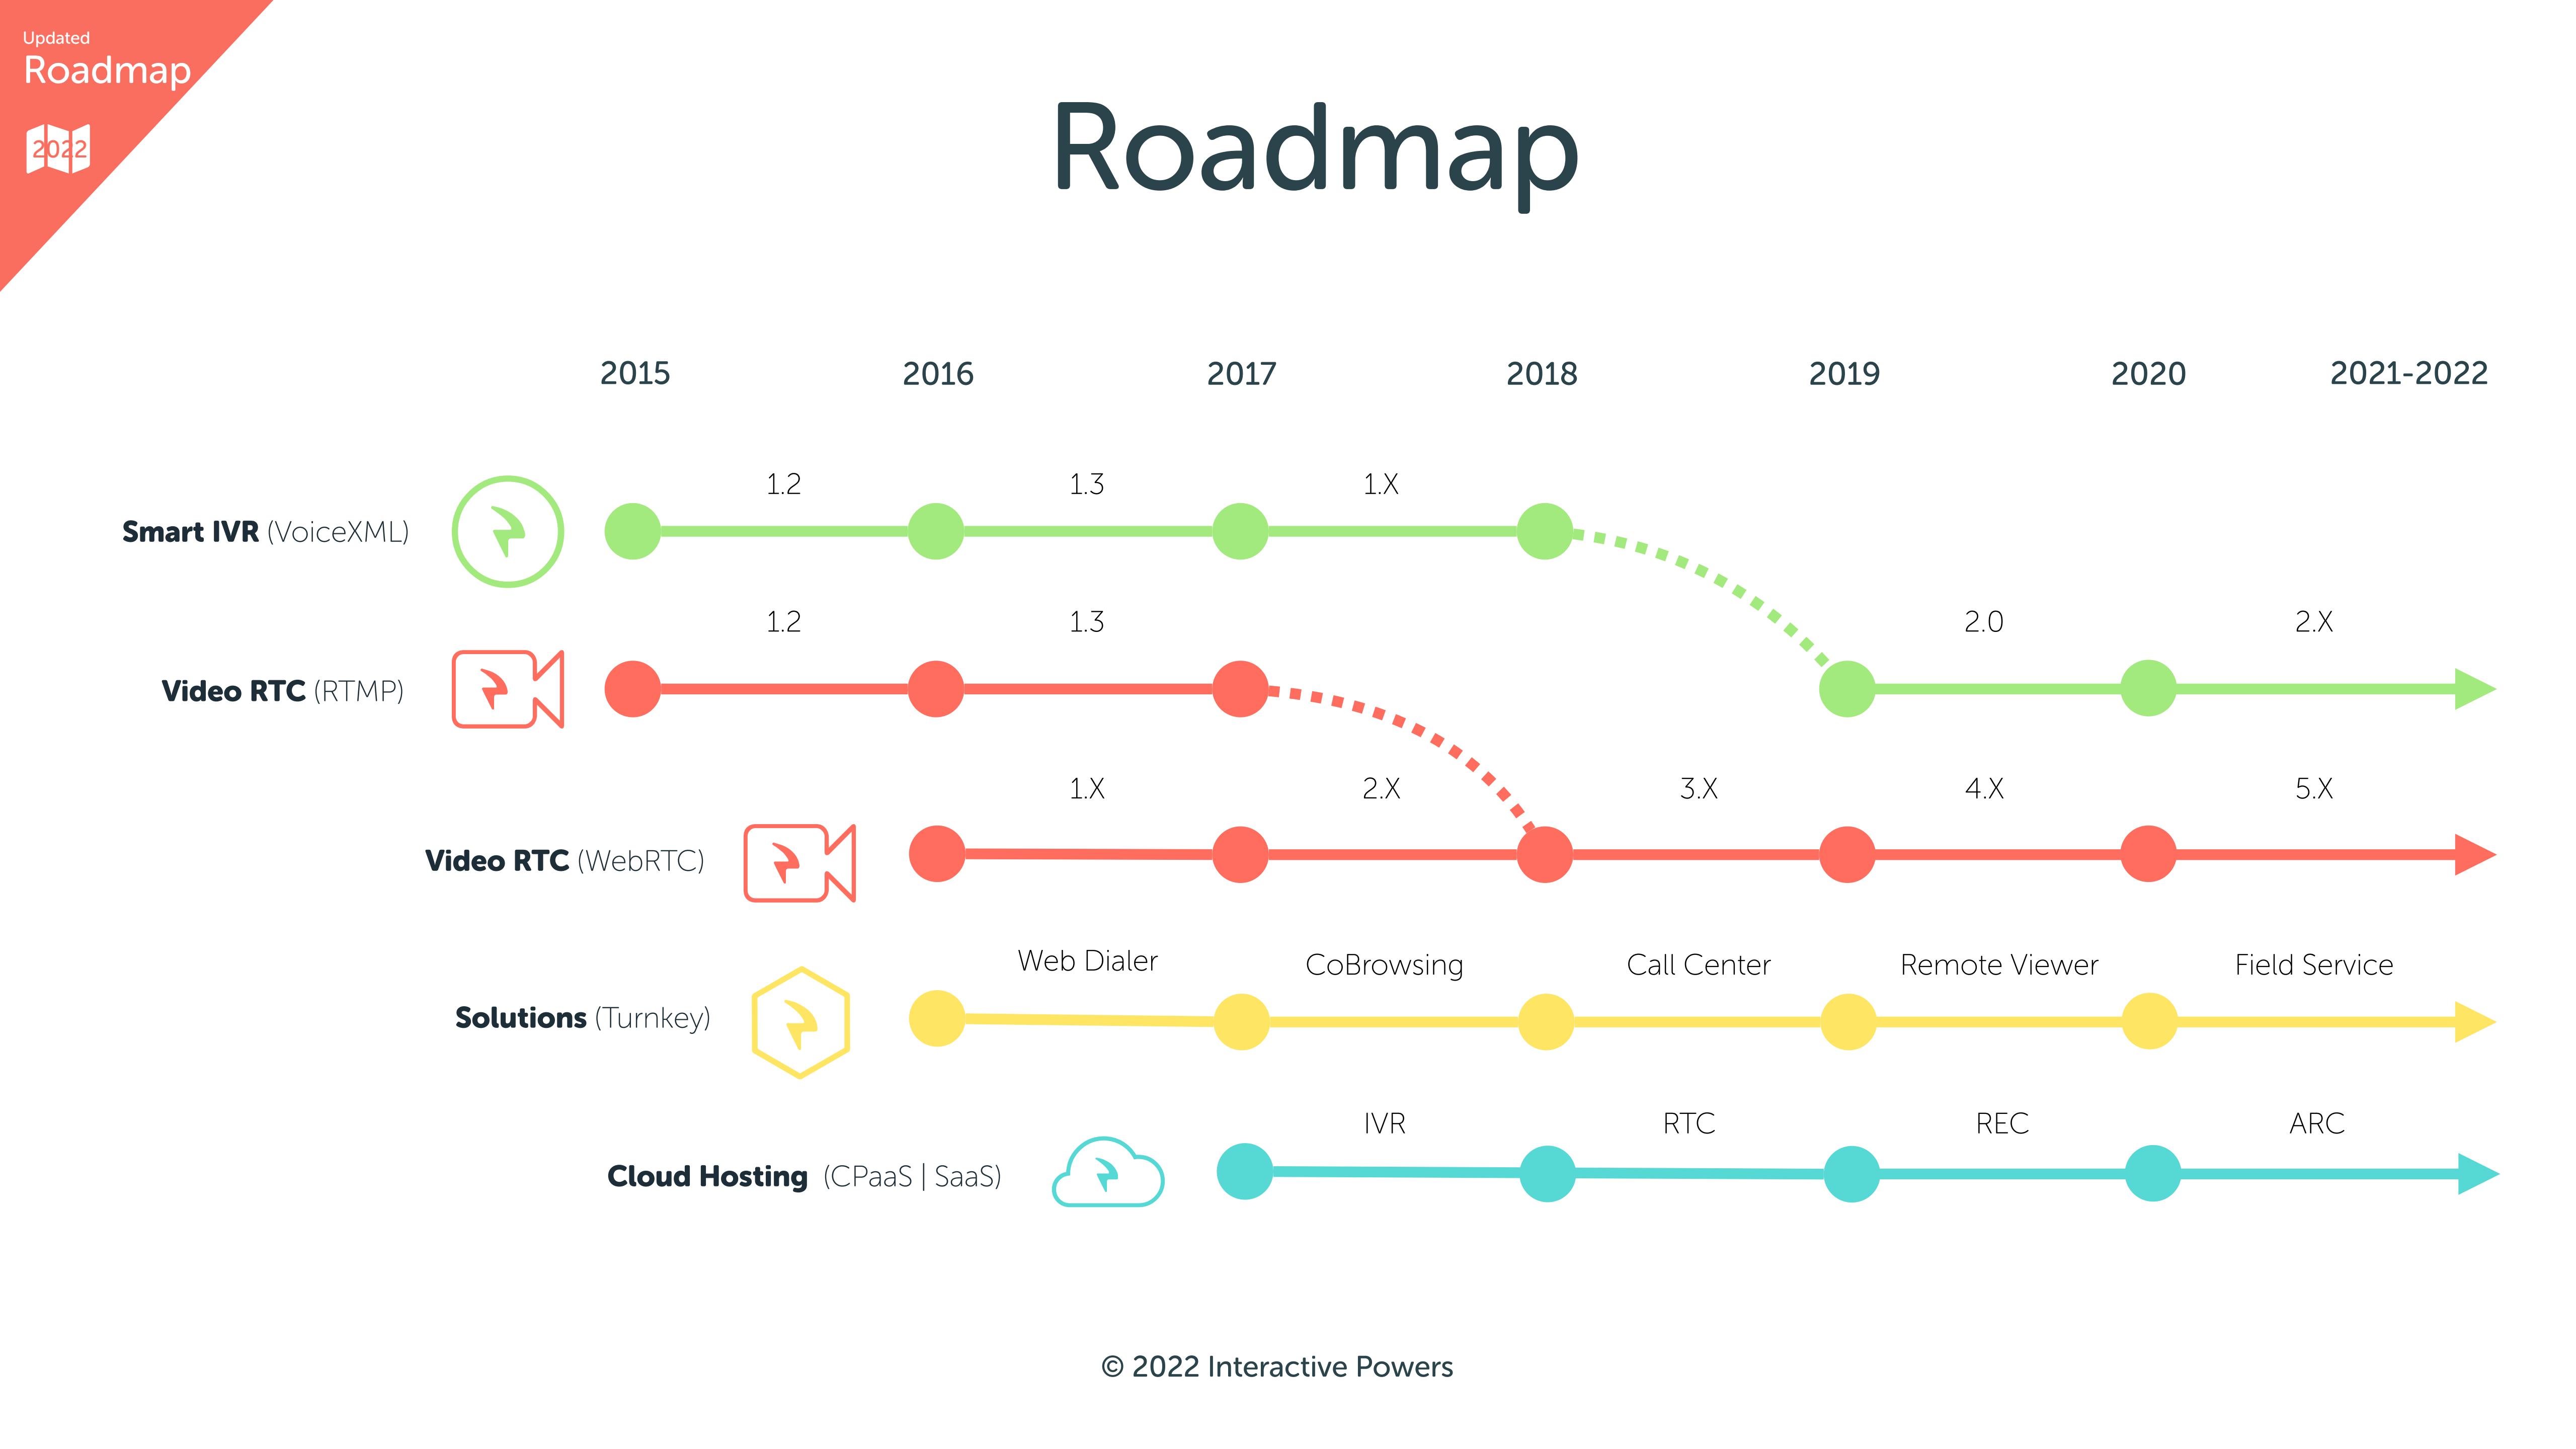 Updated
Roadmap
2022
Roadmap
2015 2016 2017 2018 2019 2020 2021-2022
1.2 1.3 1.X
Smart IVR (VoiceXML)
1.2 1.3 2.0 2.X
Video RTC (RTMP)
1.X 2.X 3.X 4.X 5.X
Video RTC (WebRTC)
Web Dialer CoBrowsing Call Center Remote Viewer Field Service
Solutions (Turnkey)
IVR RTC REC ARC
Cloud Hosting (CPaaS | SaaS)
© 2022 Interactive Powers